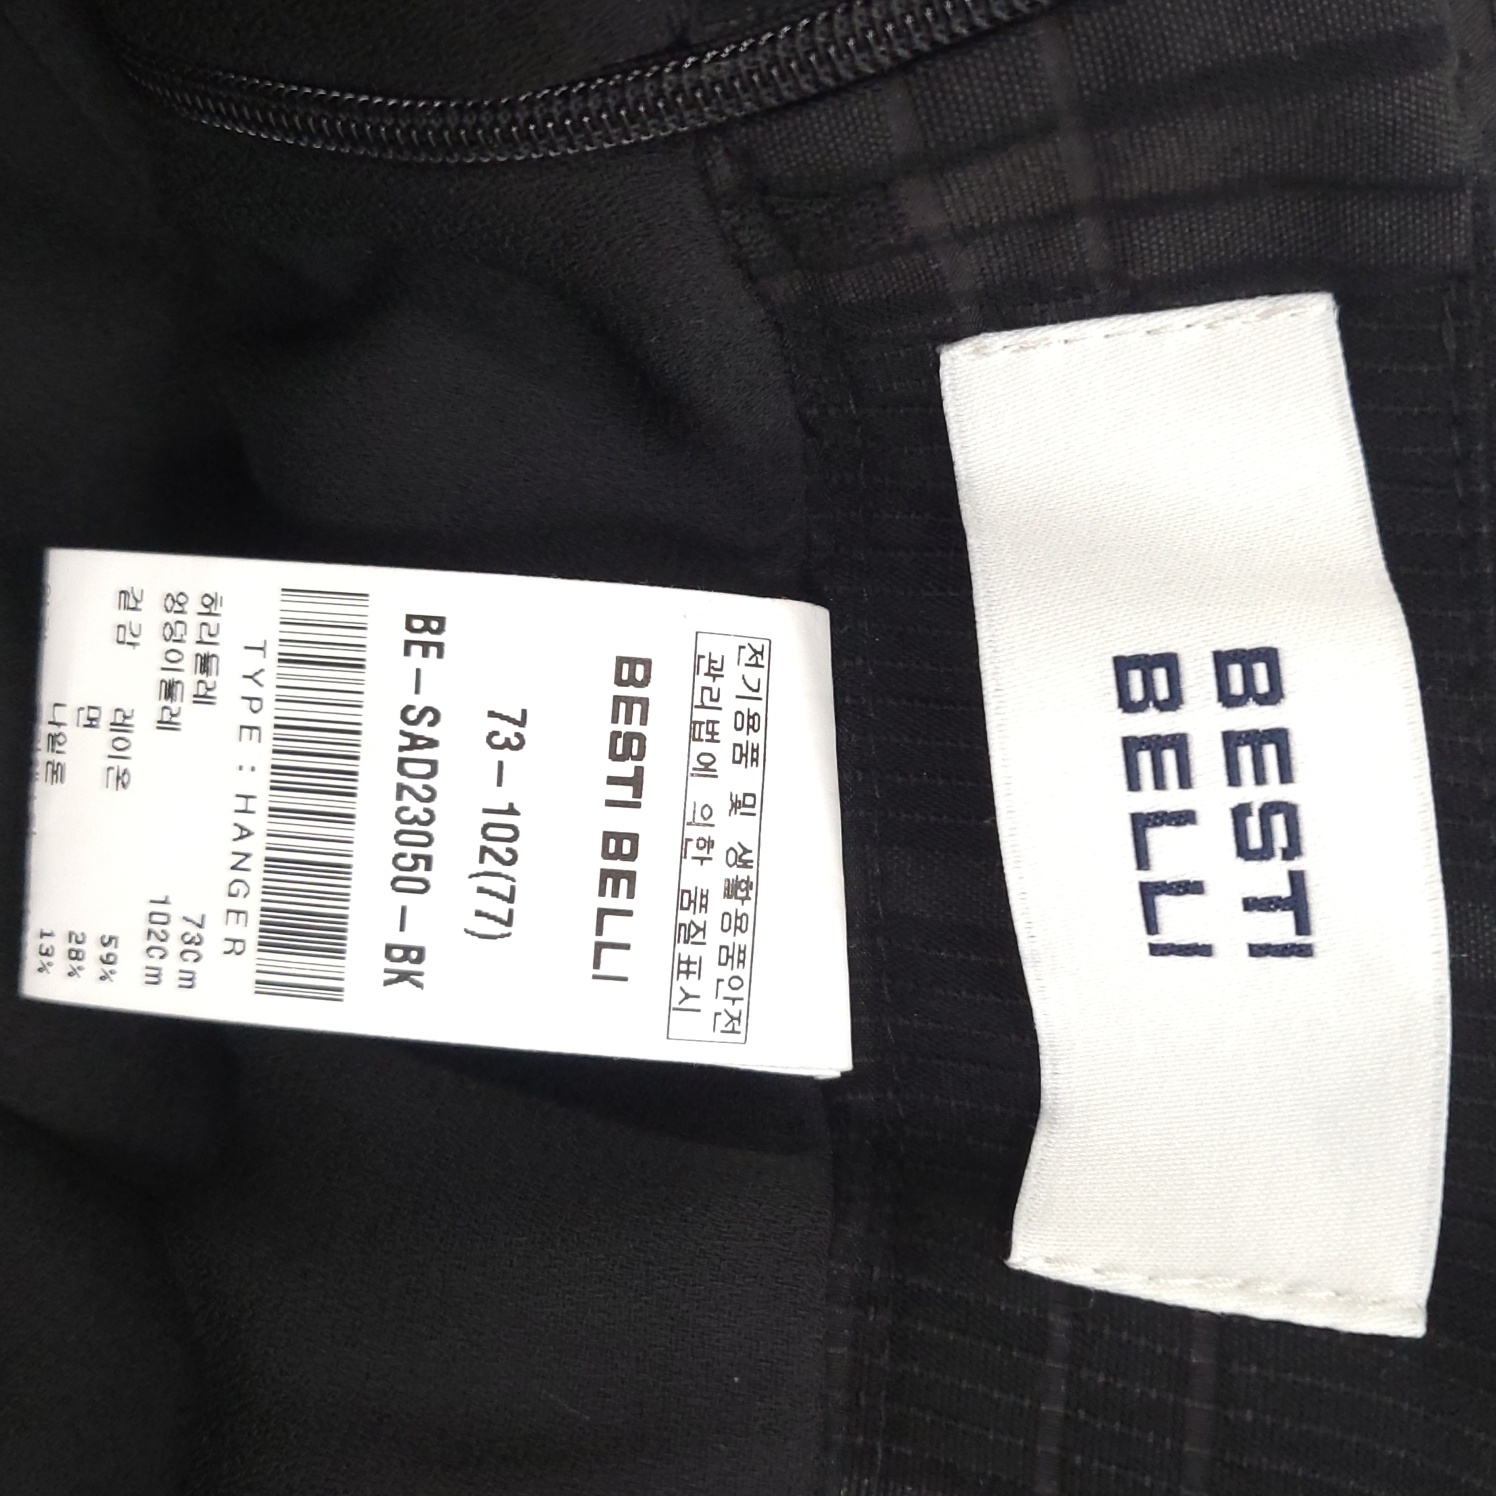 BESTI
BELLI
전기용품 및 생활용품안전
관리법에 의한 품질표시
BESTI BELLI
73-102(77)
BE-SAD23050-BK
TYPE:HANGER
허리둘레 73cm
엉덩이둘레 102cm
겉감 레이온 59%
면 28%
나일론 13%